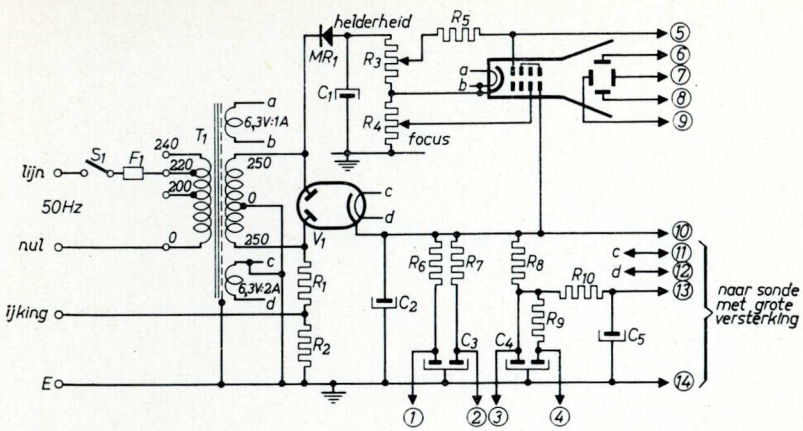 helderheid
R5
5
MR1
R3
6
a
b
7
C1
8
T1
a
6,3V:1A
b
R4
focus
9
240
S1
F1
220
250
lijn
200
0
c
d
50Hz
V1
10
nul
0
250
c
11
d
12
c
6,3V:2A
d
R1
R6
R7
R8
R10
13
naar sonde
met grote
versterking
ijking
R2
C2
C3
C4
R9
C5
E
14
1
2
3
4